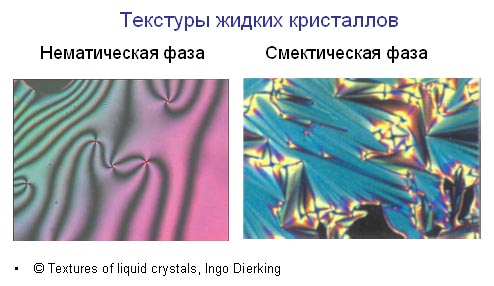 Текстуры жидких кристаллов
Нематическая фаза
Смектическая фаза
• © Textures of liquid crystals, Ingo Dierking